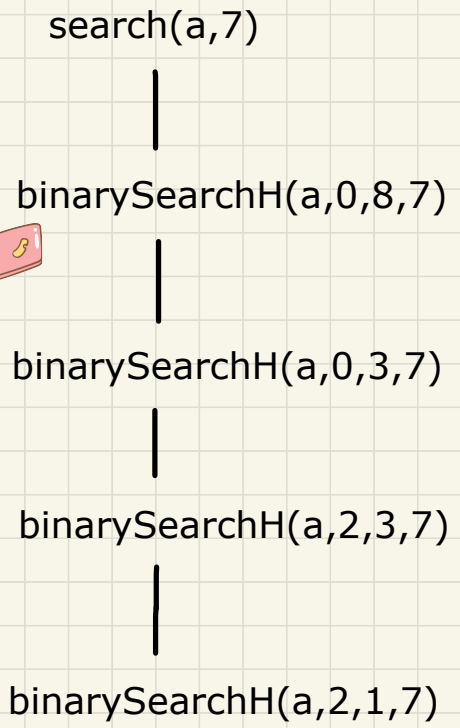 search(a,7)
binarySearchH(a,0,8,7)
binarySearchH(a,0,3,7)
binarySearchH(a,2,3,7)
binarySearchH(a,2,1,7)